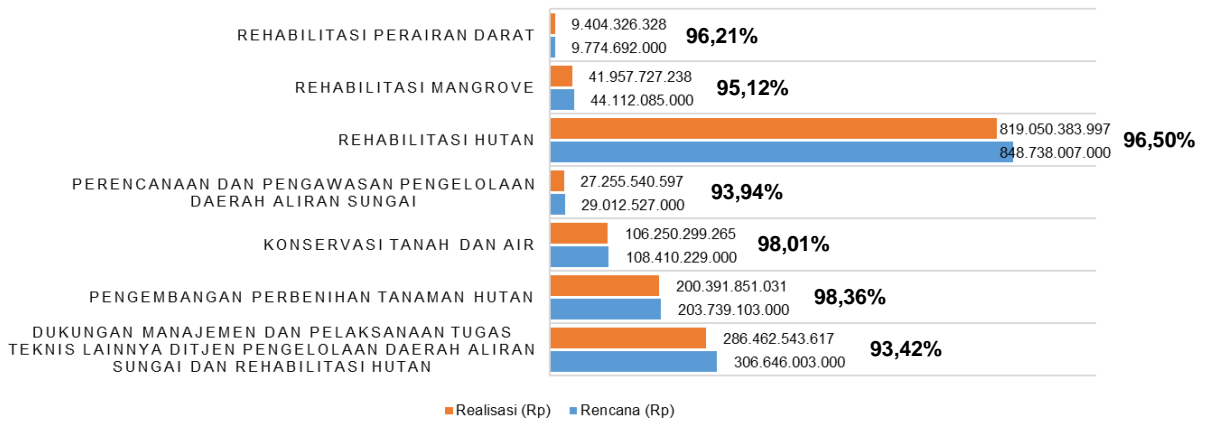 REHABILITASI PERAIRAN DARAT
9.404.326.328
9.774.692.000
96,21%
REHABILITASI MANGROVE
41.957.727.238
44.112.085.000
95,12%
REHABILITASI HUTAN
819.050.383.997
848.738.007.000
96,50%
PERENCANAAN DAN PENGAWASAN PENGELOLAAN
DAERAH ALIRAN SUNGAI
27.255.540.597
29.012.527.000
93,94%
KONSERVASI TANAH DAN AIR
106.250.299.265
108.410.229.000
98,01%
PENGEMBANGAN PERBENIHAN TANAMAN HUTAN
200.391.851.031
203.739.103.000
98,36%
DUKUNGAN MANAJEMEN DAN PELAKSANAAN TUGAS
TEKNIS LAINNYA DITJEN PENGELOLAAN DAERAH ALIRAN
SUNGAI DAN REHABILITASI HUTAN
286.462.543.617
306.646.003.000
93,42%
Realisasi (Rp)
Rencana (Rp)